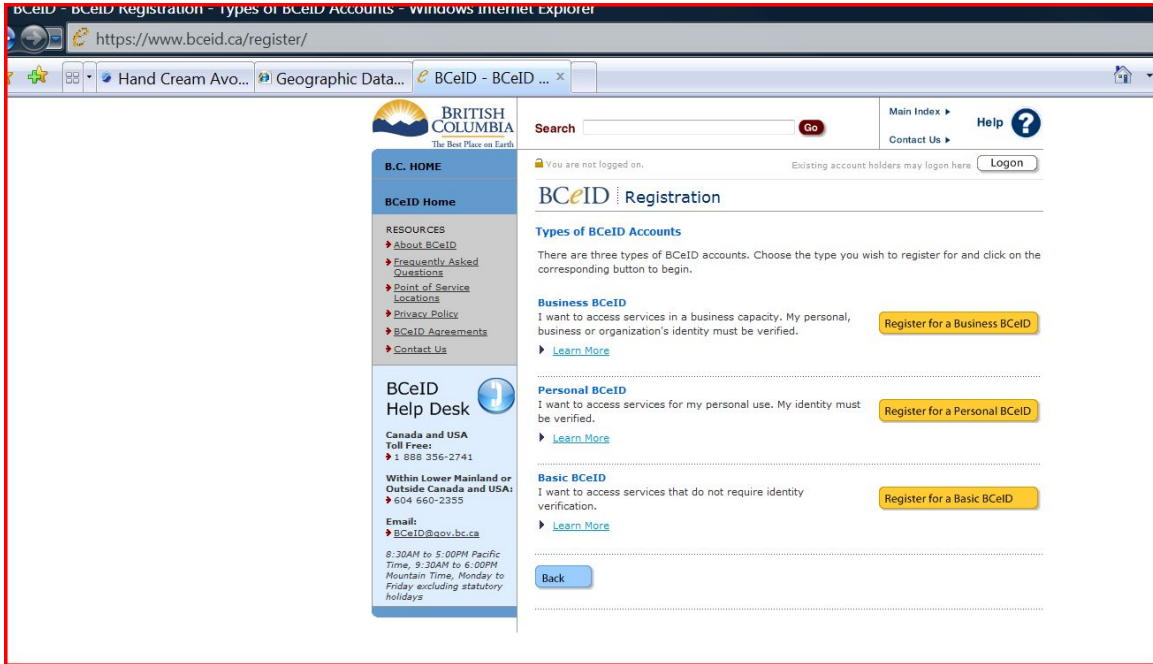 BCeID - BCeID Registration - Types of BCeID Accounts - Windows Internet Explorer
https://www.bceid.ca/register/
Hand Cream Avo...
Geographic Data...
BCeID - BCeID ...
BRITISH
COLUMBIA
The Best Place on Earth
Search
Go
Main Index
Contact Us
Help
B.C. HOME
BCeID Home
RESOURCES
About BCeID
Frequently Asked
Questions
Point of Service
Locations
Privacy Policy
BCeID Agreements
Contact Us
BCeID
Help Desk
Canada and USA
Toll Free:
1 888 356-2741
Within Lower Mainland or
Outside Canada and USA:
604 660-2355
Email:
BCeID@gov.bc.ca
8:30AM to 5:00PM Pacific
Time, 9:30AM to 6:00PM
Mountain Time, Monday to
Friday excluding statutory
holidays
You are not logged on.
Existing account holders may logon here
Logon
BCeID Registration
Types of BCeID Accounts
There are three types of BCeID accounts. Choose the type you wish to register for and click on the
corresponding button to begin.
Business BCeID
I want to access services in a business capacity. My personal,
business or organization's identity must be verified.
Learn More
Register for a Business BCeID
Personal BCeID
I want to access services for my personal use. My identity must
be verified.
Learn More
Register for a Personal BCeID
Basic BCeID
I want to access services that do not require identity
verification.
Learn More
Register for a Basic BCeID
Back